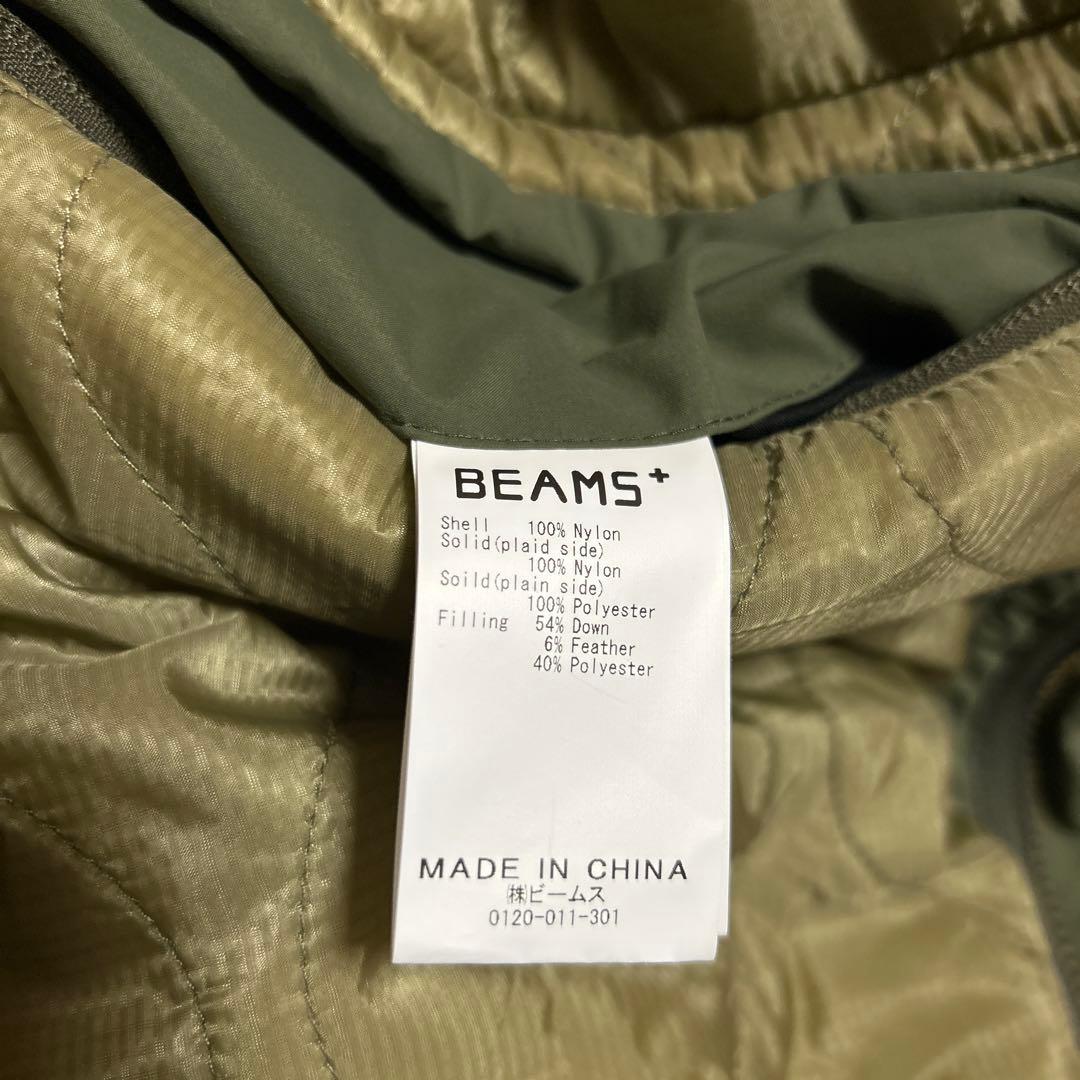 BEAMS+
Shell 100% Nylon
Solid(plaid side)
100% Nylon
Soild(plain side)
100% Polyester
Filling 54% Down
6% Feather
40% Polyester
MADE IN CHINA
㈱ビームス
0120-011-301